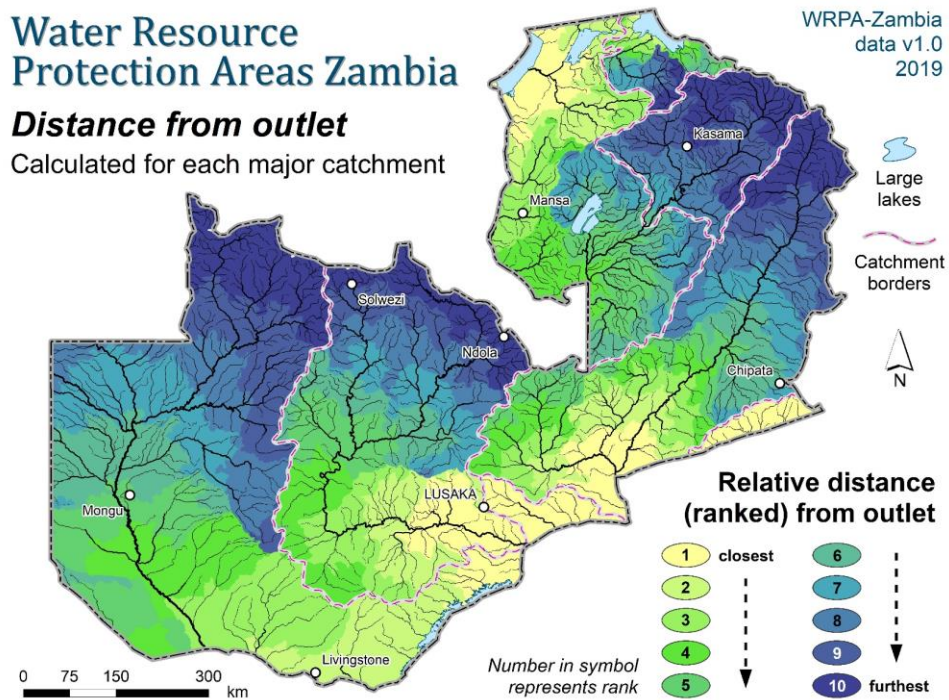 Water Resource
Protection Areas Zambia
Distance from outlet
Calculated for each major catchment
WRPA-Zambia
data v1.0
2019
Large
lakes
Catchment
borders
N
Kasama
Mansa
Solwezi
Ndola
Chipata
Mongu
LUSAKA
Livingstone
Relative distance
(ranked) from outlet
1 closest
2
3
4
5
6
7
8
9
10 furthest
Number in symbol
represents rank
0 75 150 300
km